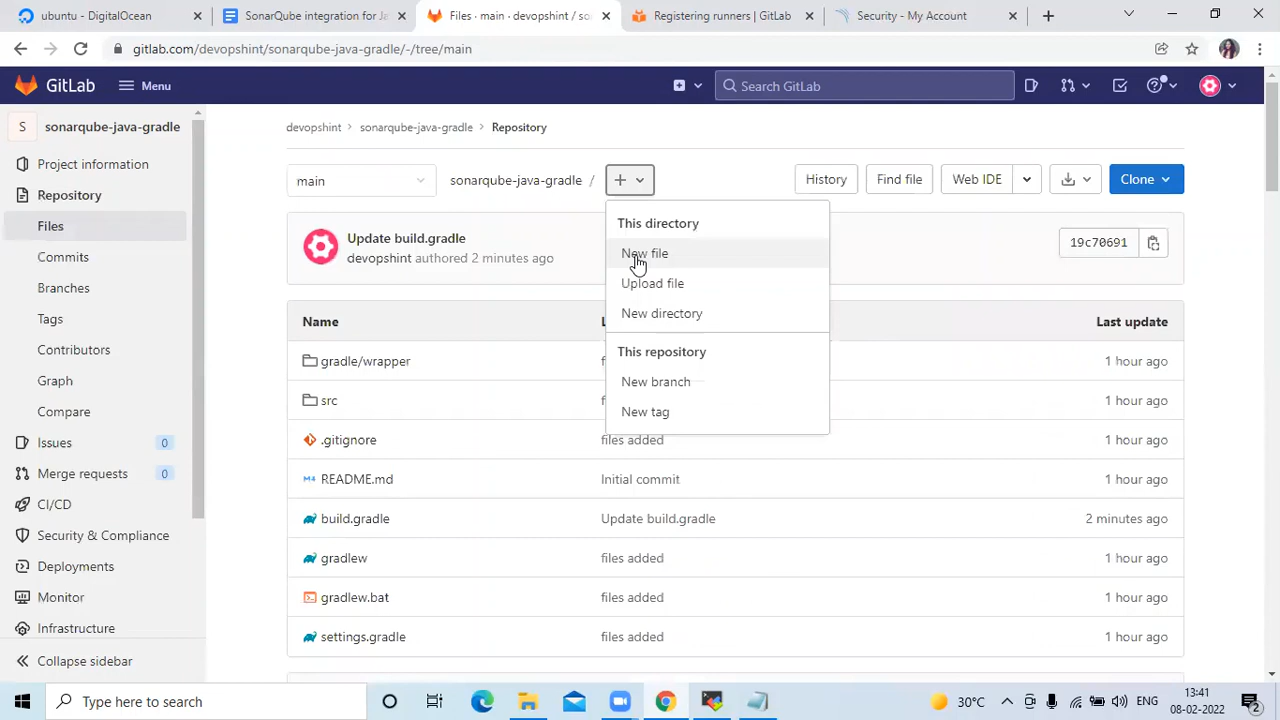 ubuntu - DigitalOcean
SonarQube integration for Ja
Files · main · devopshint / sona
Registering runners | GitLab
Security - My Account
gitlab.com/devopshint/sonarqube-java-gradle/-/tree/main
GitLab
Menu
Search GitLab
S
sonarqube-java-gradle
Project information
Repository
Files
Commits
Branches
Tags
Contributors
Graph
Compare
Issues 0
Merge requests 0
CI/CD
Security & Compliance
Deployments
Monitor
Infrastructure
Collapse sidebar
devopshint > sonarqube-java-gradle > Repository
main
sonarqube-java-gradle /
History
Find file
Web IDE
Clone
This directory
New file
Upload file
New directory
This repository
New branch
New tag
Update build.gradle
devopshint authored 2 minutes ago
19c70691
Name
Last update
gradle/wrapper 1 hour ago
src 1 hour ago
.gitignore files added 1 hour ago
README.md Initial commit 1 hour ago
build.gradle Update build.gradle 2 minutes ago
gradlew files added 1 hour ago
gradlew.bat files added 1 hour ago
settings.gradle files added 1 hour ago
Type here to search
30°C
ENG
13:41
08-02-2022
2